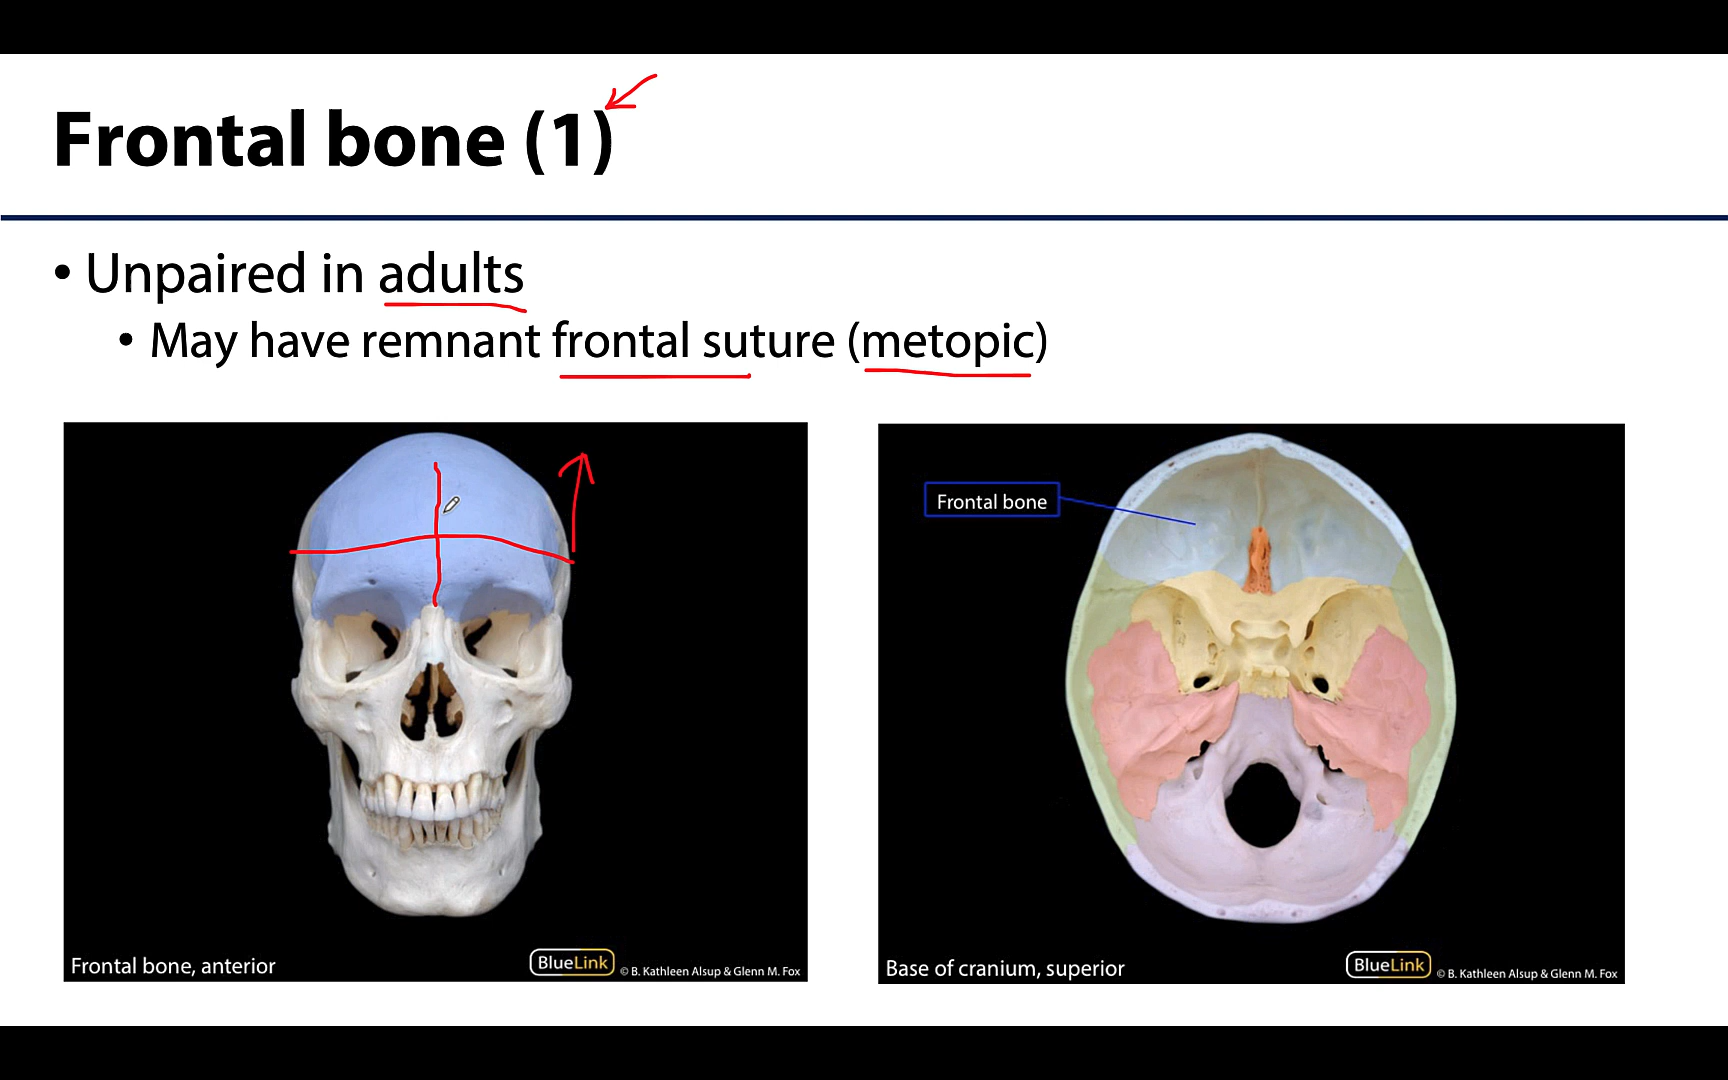 Frontal bone (1)
• Unpaired in adults
• May have remnant frontal suture (metopic)
Frontal bone, anterior
BlueLink © B. Kathleen Alsup & Glenn M. Fox
Frontal bone
Base of cranium, superior
BlueLink © B. Kathleen Alsup & Glenn M. Fox